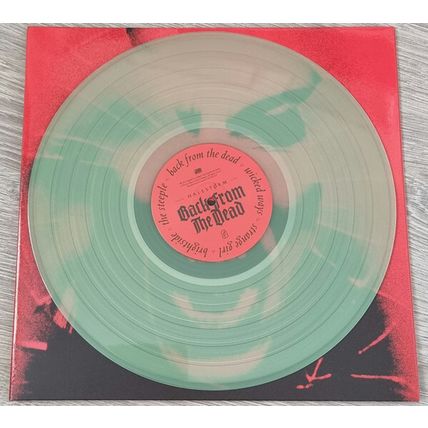 the steeple - back from the dead - wicked ways - strange girl - brightside
HALESTORM
Back From
The Dead